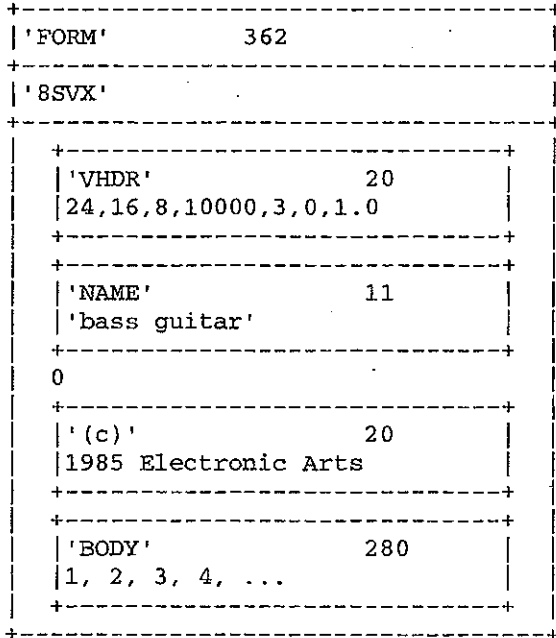 'FORM' 362
'8SVX'
'VHDR' 20
24,16,8,10000,3,0,1.0
'NAME' 11
'bass guitar'
0
'(c)' 20
1985 Electronic Arts
'BODY' 280
1, 2, 3, 4, ...